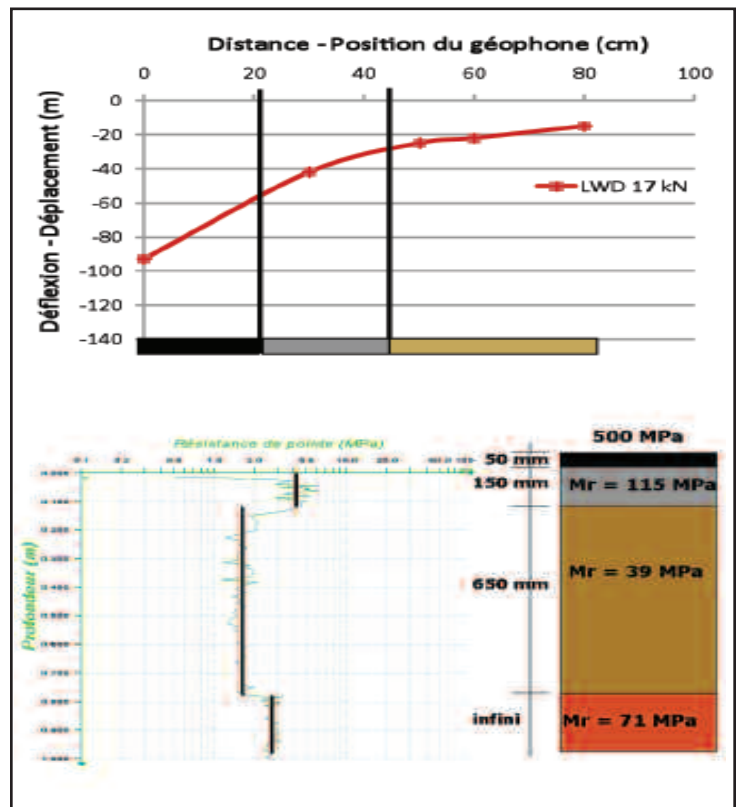 Distance - Position du géophone (cm)
0 20 40 60 80 100
Déflexion - Déplacement (m)
0
-20
-40
-60
-80
-100
-120
-140
LWD 17 kN
Résistance de pointe (MPa)
Profondeur (m)
500 MPa
50 mm
150 mm
Mr = 115 MPa
650 mm
Mr = 39 MPa
infini
Mr = 71 MPa